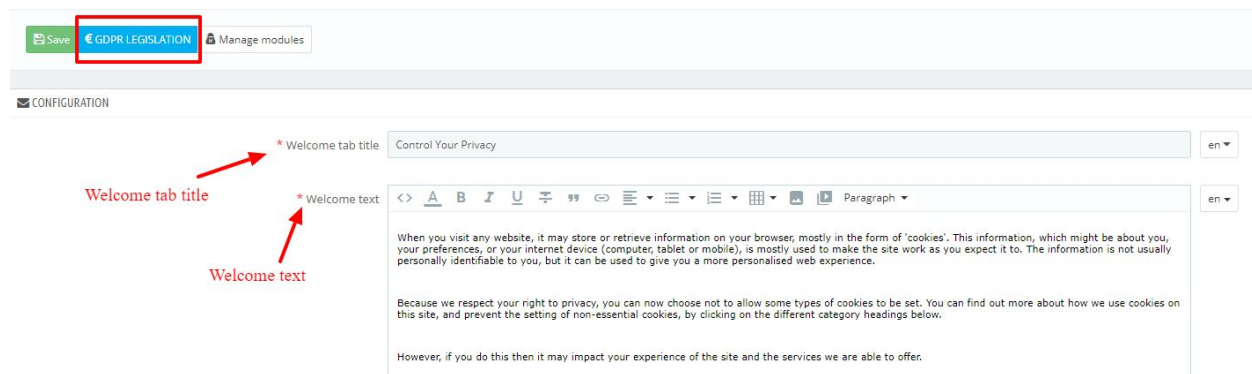 Save € GDPR LEGISLATION Manage modules
CONFIGURATION
* Welcome tab title Control Your Privacy en
Welcome tab title
* Welcome text <> A B I U Paragraph en
When you visit any website, it may store or retrieve information on your browser, mostly in the form of 'cookies'. This information, which might be about you,
your preferences, or your internet device (computer, tablet or mobile), is mostly used to make the site work as you expect it to. The information is not usually
personally identifiable to you, but it can be used to give you a more personalised web experience.
Welcome text
Because we respect your right to privacy, you can now choose not to allow some types of cookies to be set. You can find out more about how we use cookies on
this site, and prevent the setting of non-essential cookies, by clicking on the different category headings below.
However, if you do this then it may impact your experience of the site and the services we are able to offer.